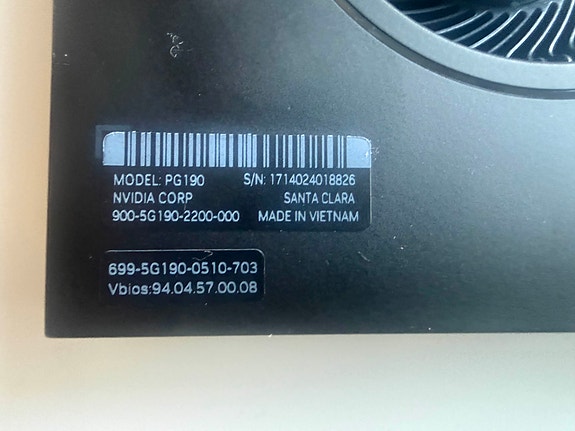 MODEL: PG190 S/N: 1714024018826
NVIDIA CORP SANTA CLARA
900-5G190-2200-000 MADE IN VIETNAM
699-5G190-0510-703
Vbios:94.04.57.00.08